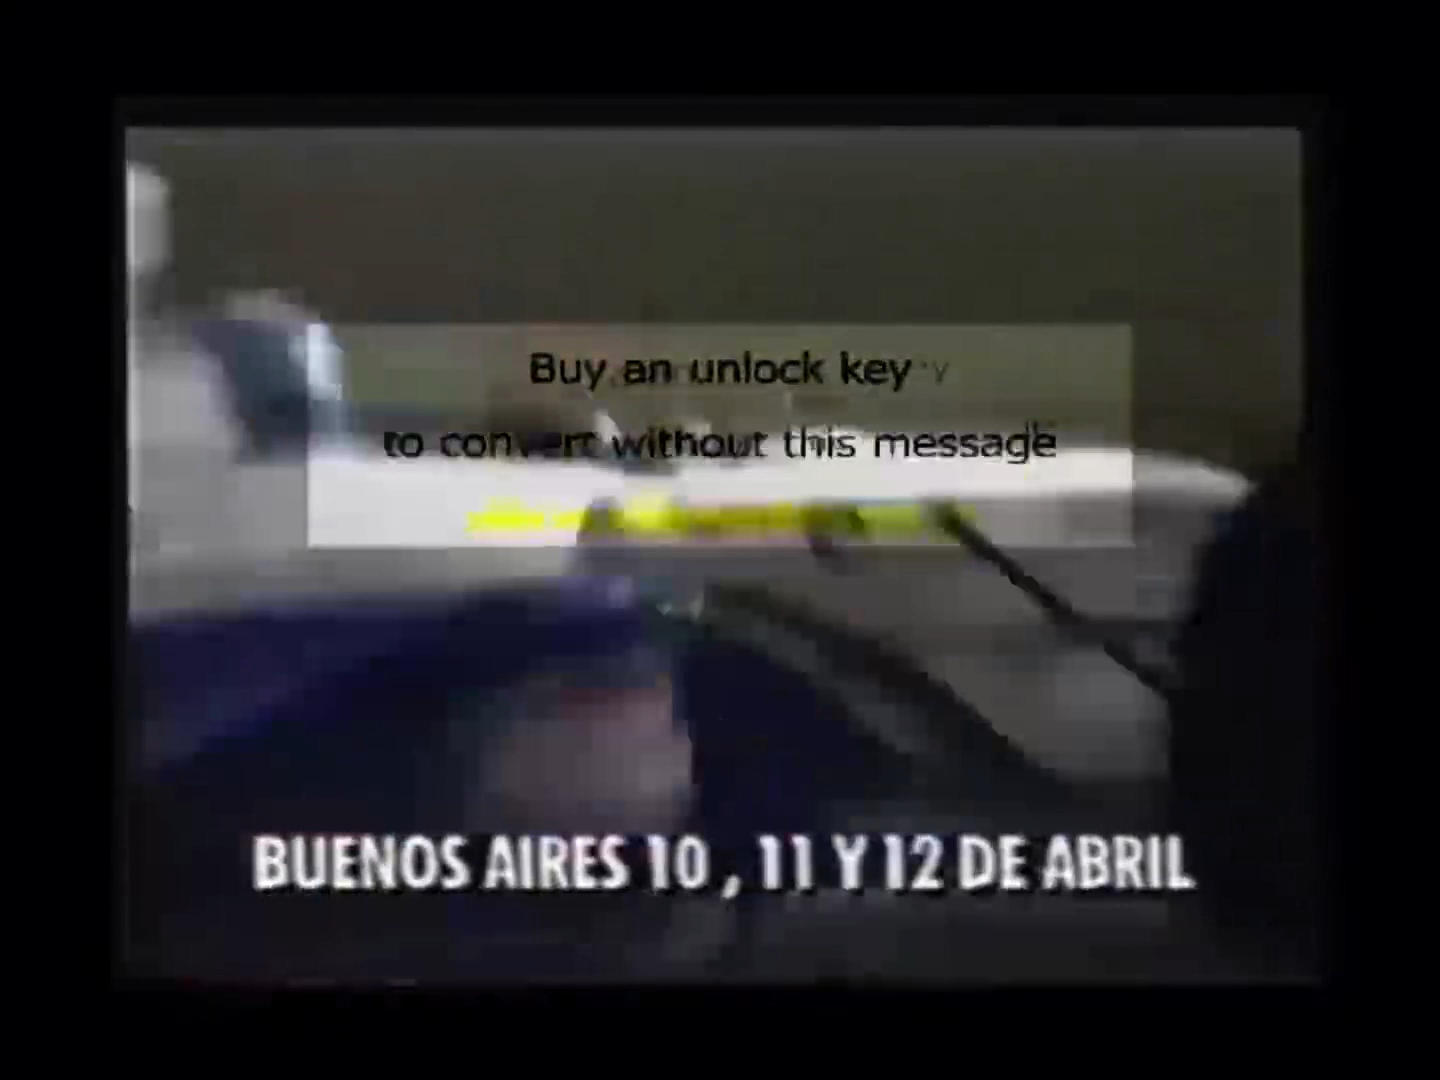 Buy an unlock key
to convert without this message
BUENOS AIRES 10 , 11 Y 12 DE ABRIL